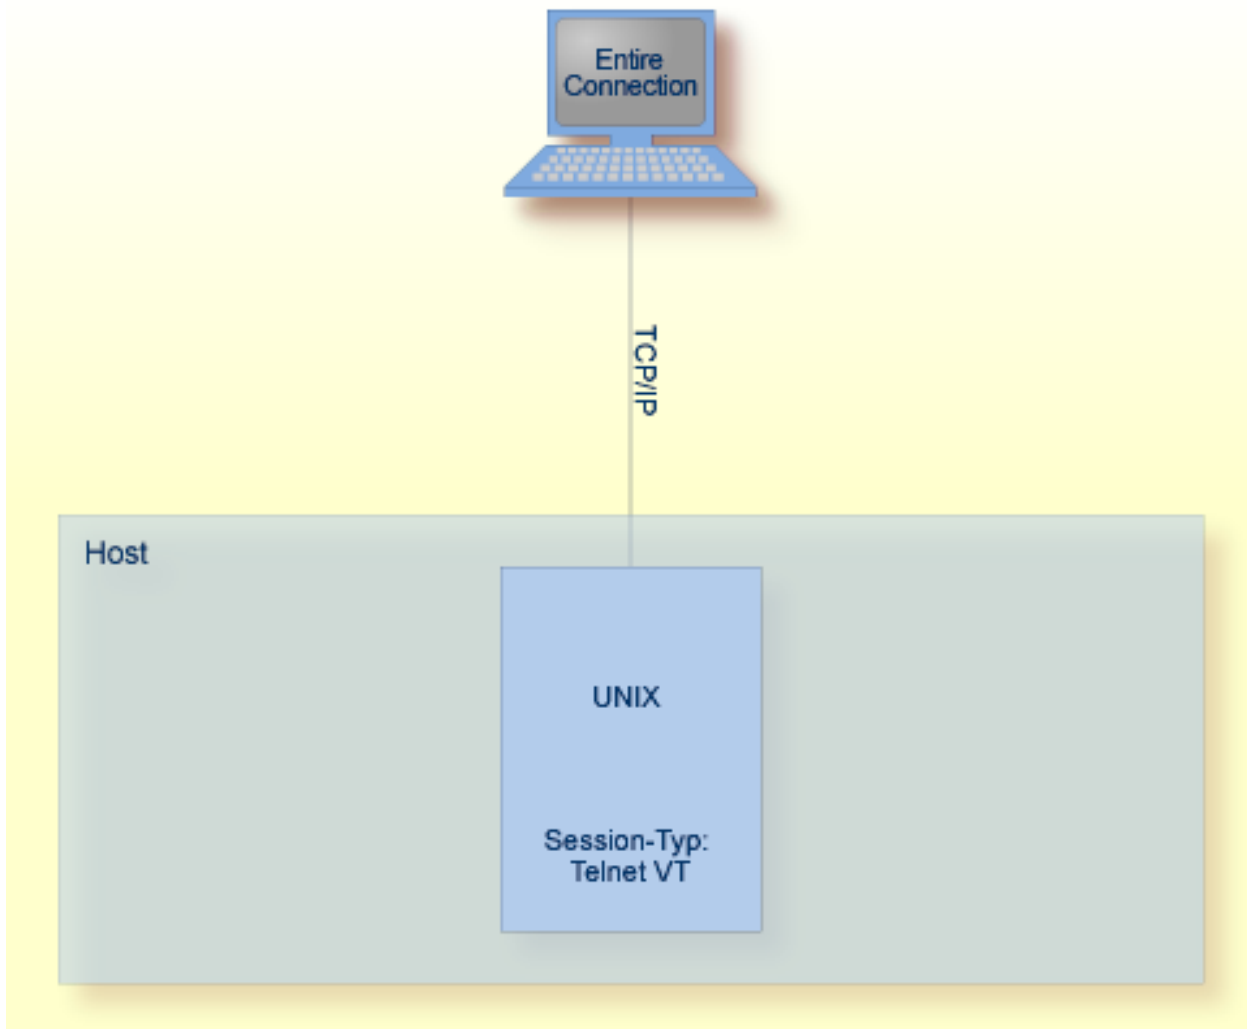 Entire
Connection
TCP/IP
Host
UNIX
Session-Typ:
Telnet VT